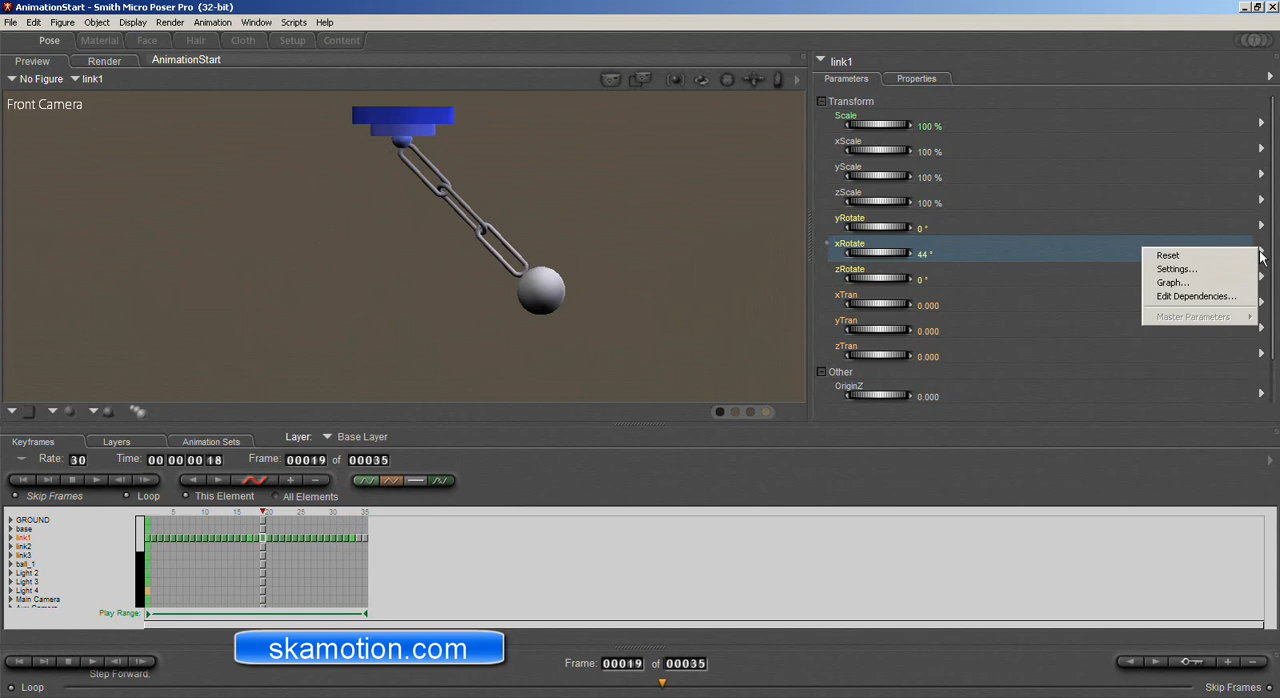 AnimationStart - Smith Micro Poser Pro (32-bit)
File Edit Figure Object Display Render Animation Window Scripts Help
Pose Material Face Hair Cloth Setup Content
Preview Render AnimationStart
No Figure link1
Front Camera
link1
Parameters Properties
Transform
Scale
100 %
xScale
100 %
yScale
100 %
zScale
100 %
yRotate
0 °
xRotate
44 °
zRotate
0 °
xTran
0.000
yTran
0.000
zTran
0.000
Other
OriginZ
0.000
Reset
Settings...
Graph...
Edit Dependencies...
Master Parameters
Keyframes Layers Animation Sets Layer: Base Layer
Rate: 30 Time: 00 00 00 18 Frame: 00019 of 00035
Skip Frames Loop This Element All Elements
5 10 15 20 25 30 35
GROUND
base
link1
link2
link3
ball_1
Light 2
Light 3
Light 4
Main Camera
Play Range:
skamotion.com
Step Forward.
Frame: 00019 of 00035
Loop
Skip Frames